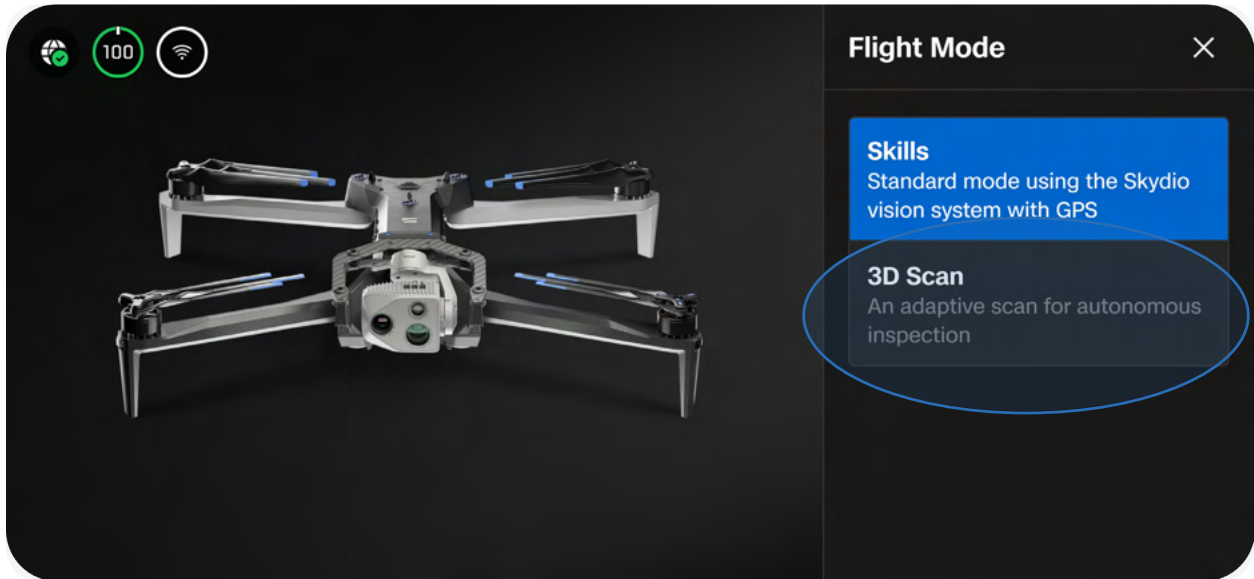 100
Flight Mode
Skills
Standard mode using the Skydio
vision system with GPS
3D Scan
An adaptive scan for autonomous
inspection